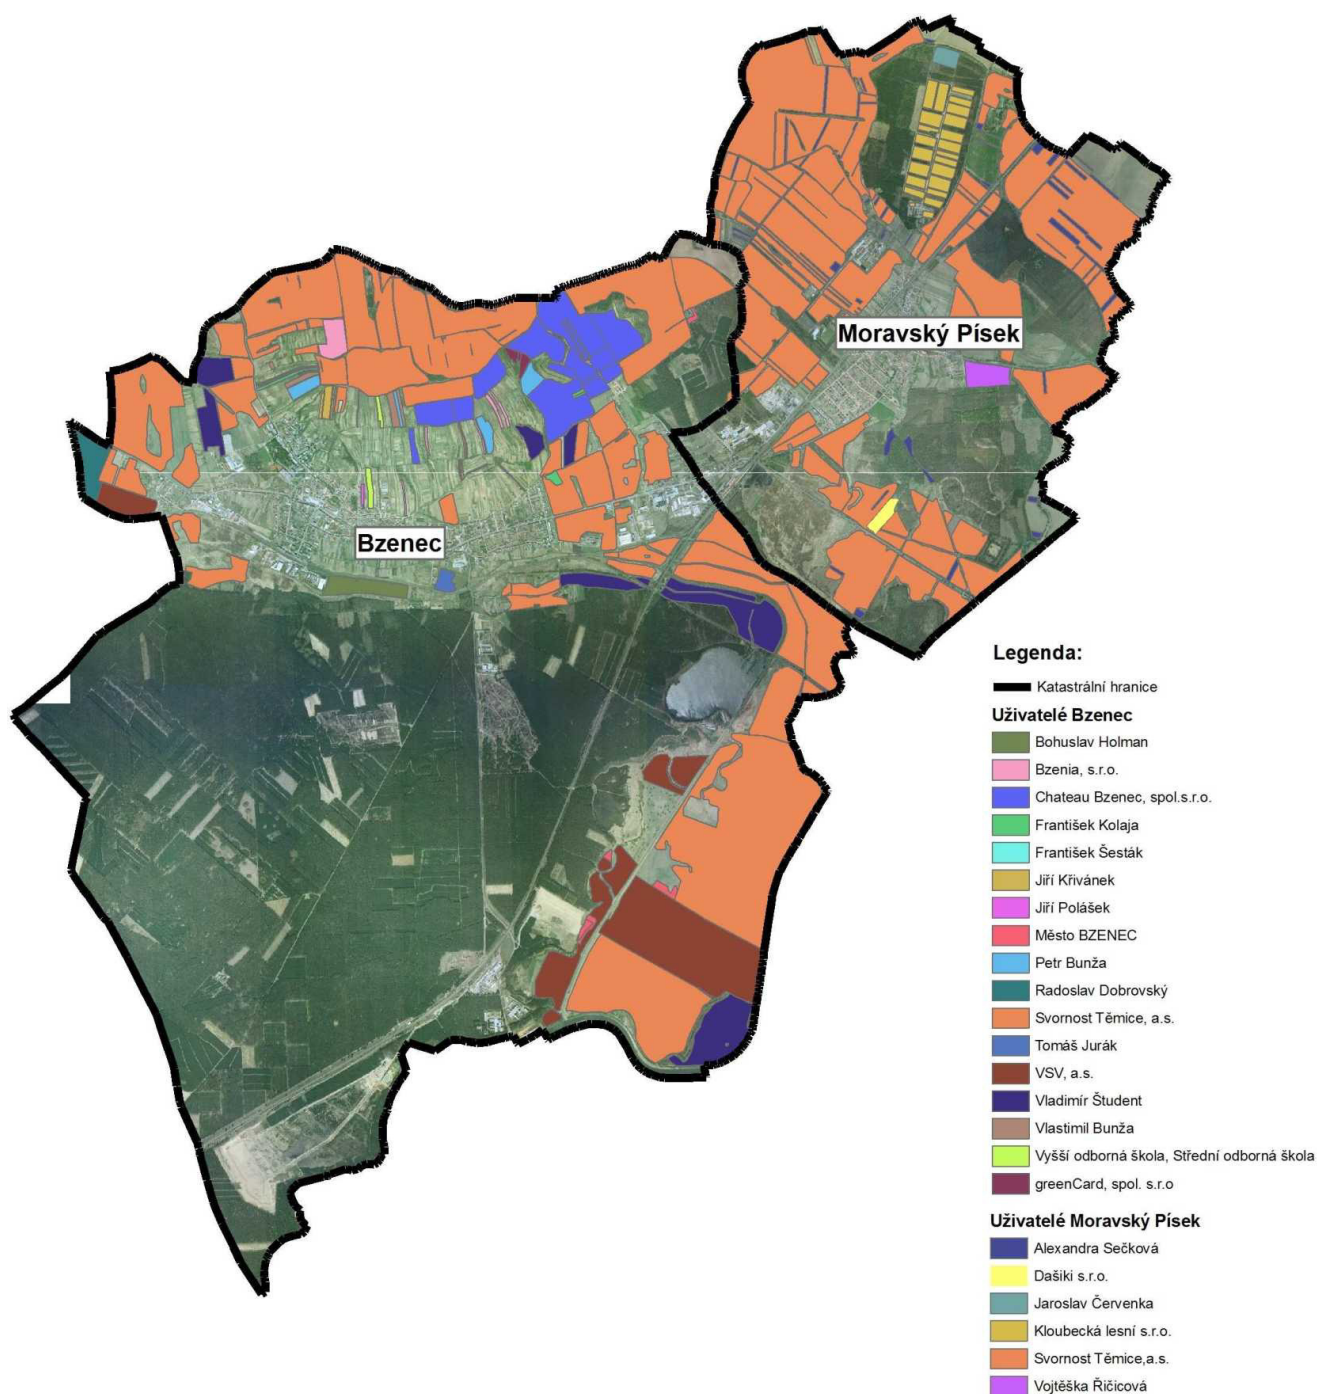 Moravský Písek
Bzenec
Legenda:
Katastrální hranice
Uživatelé Bzenec
Bohuslav Holman
Bzenia, s.r.o.
Chateau Bzenec, spol.s.r.o.
František Kolaja
František Šesták
Jiří Křivánek
Jiří Polášek
Město BZENEC
Petr Bunža
Radoslav Dobrovský
Svornost Těmice, a.s.
Tomáš Jurák
VSV, a.s.
Vladimír Študent
Vlastimil Bunža
Vyšší odborná škola, Střední odborná škola
greenCard, spol. s.r.o
Uživatelé Moravský Písek
Alexandra Sečková
Dašiki s.r.o.
Jaroslav Červenka
Kloubecká lesní s.r.o.
Svornost Těmice,a.s.
Vojtěška Řičicová